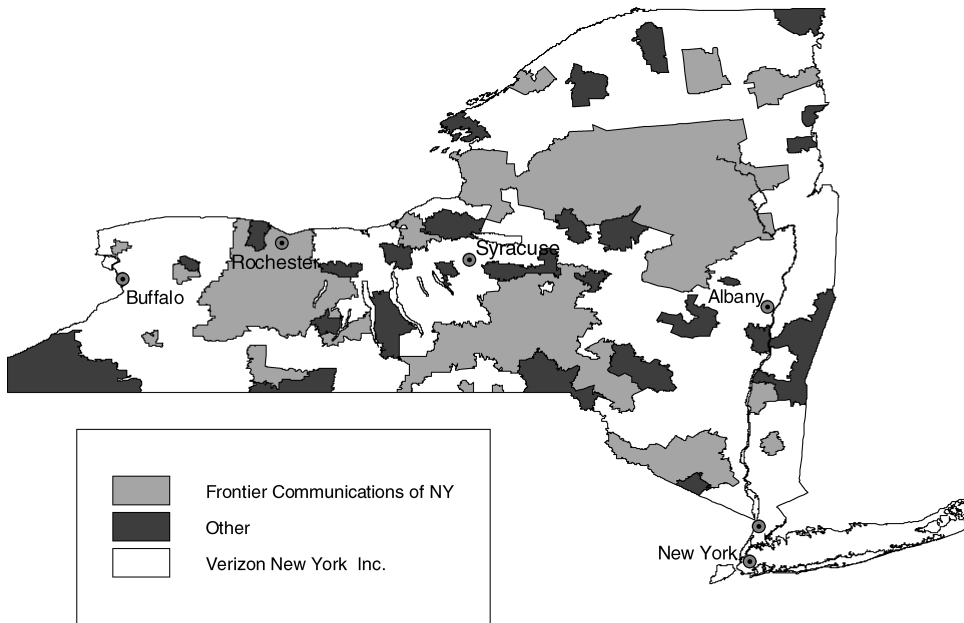 Syracuse
Rochester
Buffalo
Albany
Frontier Communications of NY
Other
New York
Verizon New York Inc.